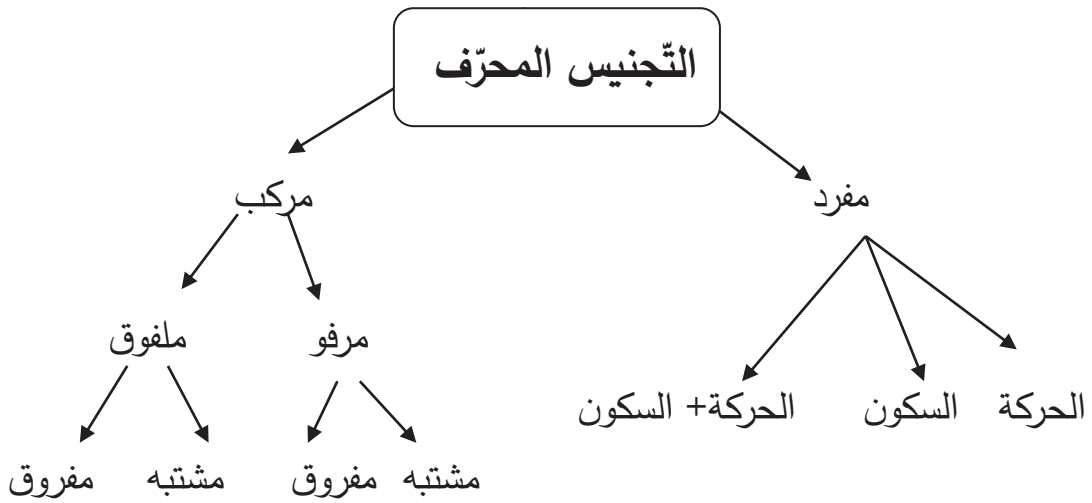 التّجنيس المحرّف
مفرد
مركب
مرفو
ملفوق
الحركة
السكون
الحركة+ السكون
مشتبه
مفروق
مشتبه
مفروق